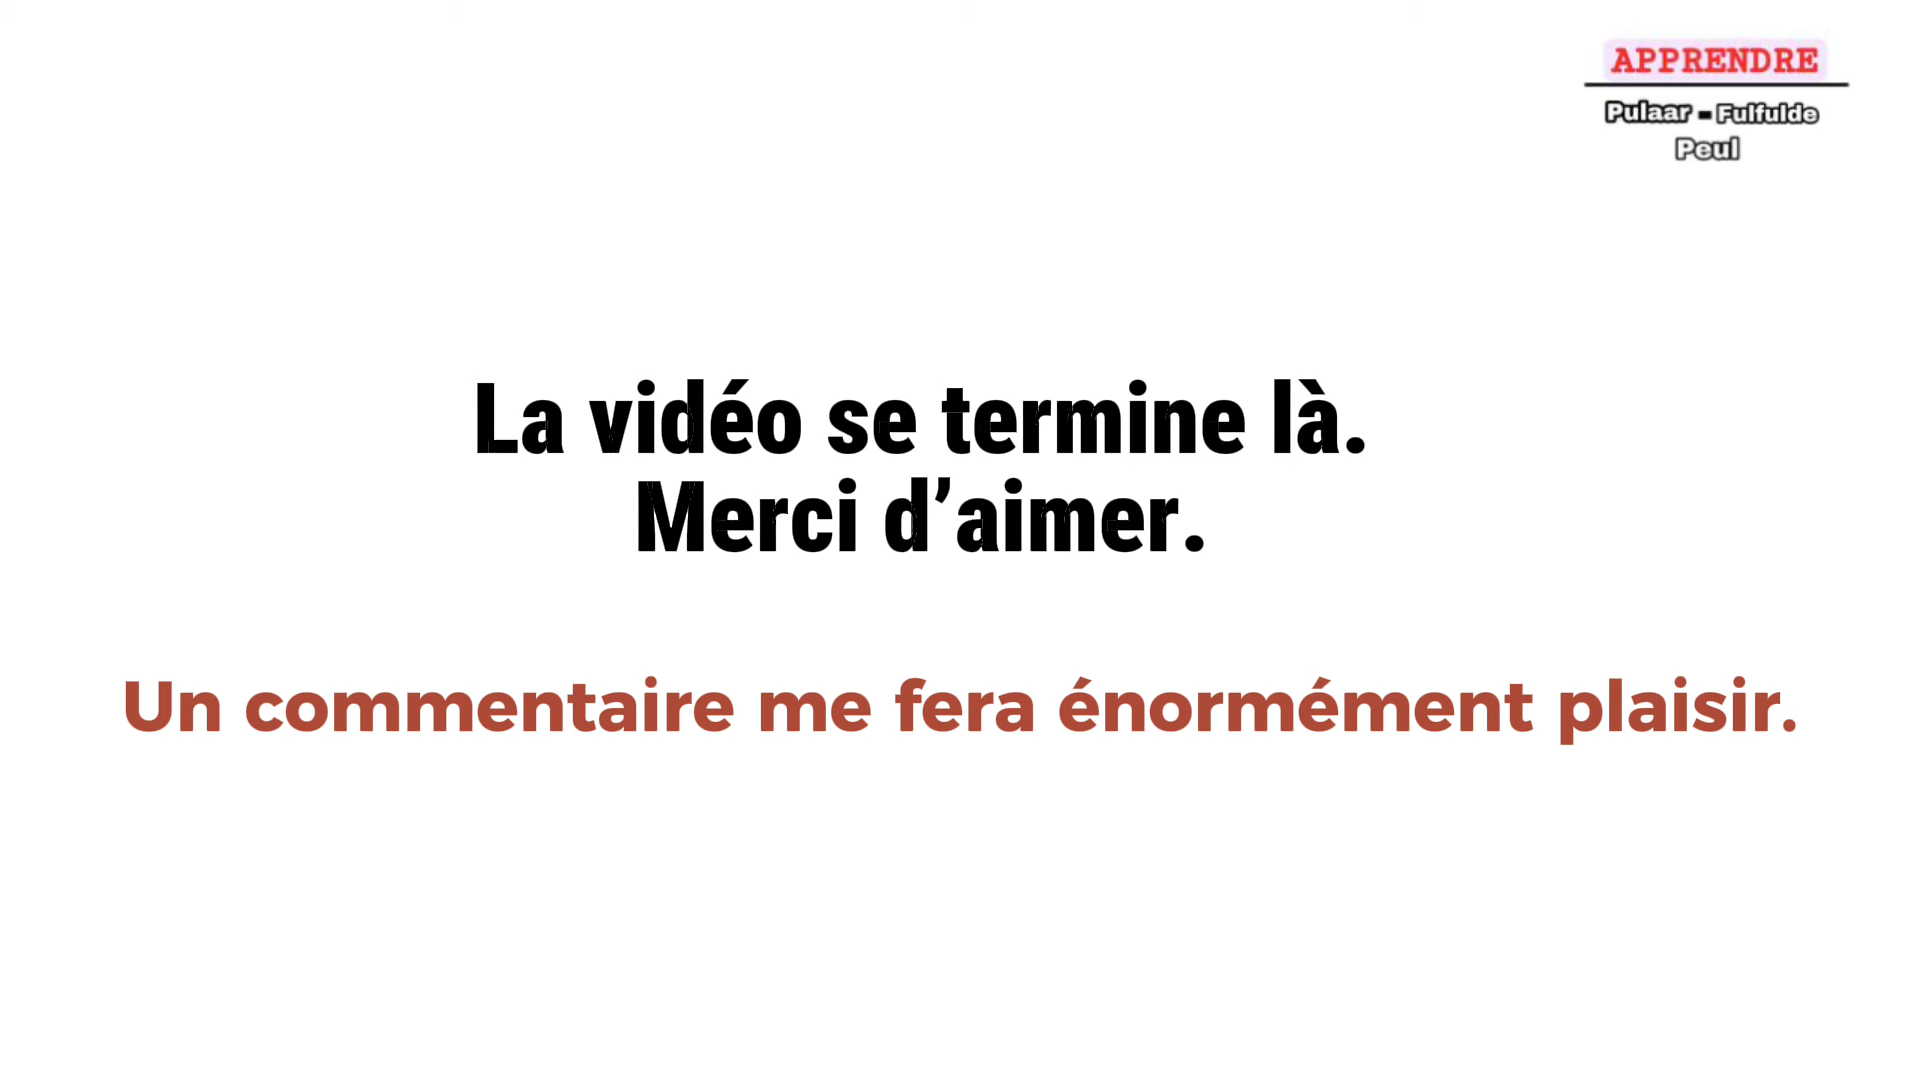 APPRENDRE
Pulaar - Fulfulde
Peul
La vidéo se termine là.
Merci d’aimer.
Un commentaire me fera énormément plaisir.